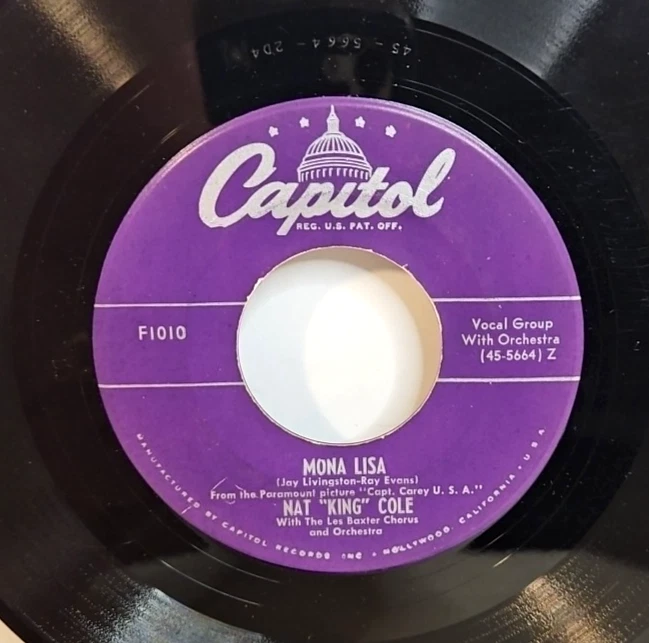 45-5664-2D4
Capitol
REG. U.S. PAT. OFF.
F1010
Vocal Group
With Orchestra
(45-5664) Z
MONA LISA
(Jay Livingston-Ray Evans)
From the Paramount picture "Capt. Carey U. S. A."
NAT "KING" COLE
With The Les Baxter Chorus
and Orchestra
MANUFACTURED BY CAPITOL RECORDS INC • HOLLYWOOD, CALIFORNIA • U S A